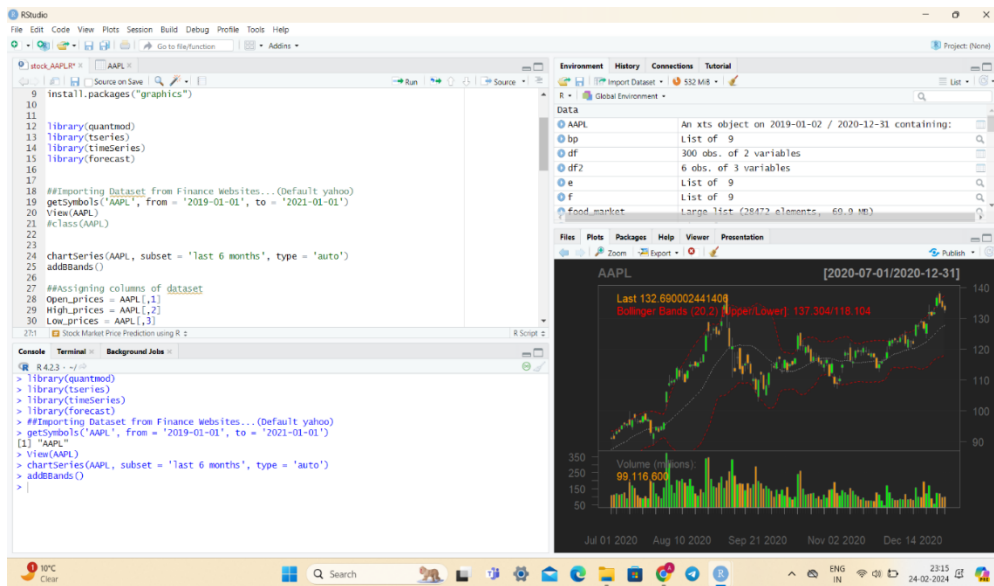 RStudio
File Edit Code View Plots Session Build Debug Profile Tools Help
Go to file/function Addins Project: (None)
stock_AAPL.R* AAPL
Source on Save Run Source
9 install.packages("graphics")
10
11
12 library(quantmod)
13 library(tseries)
14 library(timeSeries)
15 library(forecast)
16
17
18 ##Importing Dataset from Finance Websites...(Default yahoo)
19 getSymbols('AAPL', from = '2019-01-01', to = '2021-01-01')
20 View(AAPL)
21 #class(AAPL)
22
23
24 chartSeries(AAPL, subset = 'last 6 months', type = 'auto')
25 addBBands()
26
27 ##Assigning columns of dataset
28 Open_prices = AAPL[,1]
29 High_prices = AAPL[,2]
30 Low_prices = AAPL[,3]
27:1 Stock Market Price Prediction using R R Script
Console Terminal Background Jobs
R 4.2.3 · ~/
> library(quantmod)
> library(tseries)
> library(timeSeries)
> library(forecast)
> ##Importing Dataset from Finance Websites...(Default yahoo)
> getSymbols('AAPL', from = '2019-01-01', to = '2021-01-01')
[1] "AAPL"
> View(AAPL)
> chartSeries(AAPL, subset = 'last 6 months', type = 'auto')
> addBBands()
>
Environment History Connections Tutorial
Import Dataset 532 MiB List
R Global Environment
Data
AAPL An xts object on 2019-01-02 / 2020-12-31 containing:
bp List of 9
df 300 obs. of 2 variables
df2 6 obs. of 3 variables
e List of 9
f List of 9
food_market Large list (28472 elements, 69.9 MB)
Files Plots Packages Help Viewer Presentation
Zoom Export Publish
AAPL [2020-07-01/2020-12-31]
Last 132.690002441406
Bollinger Bands (20,2) [Upper/Lower]: 137.304/118.104
140
130
120
110
100
90
Volume (millions):
99,116,600
350
250
150
50
Jul 01 2020 Aug 10 2020 Sep 21 2020 Nov 02 2020 Dec 14 2020
1
10°C
Clear
Search
ENG
IN
23:15
24-02-2024